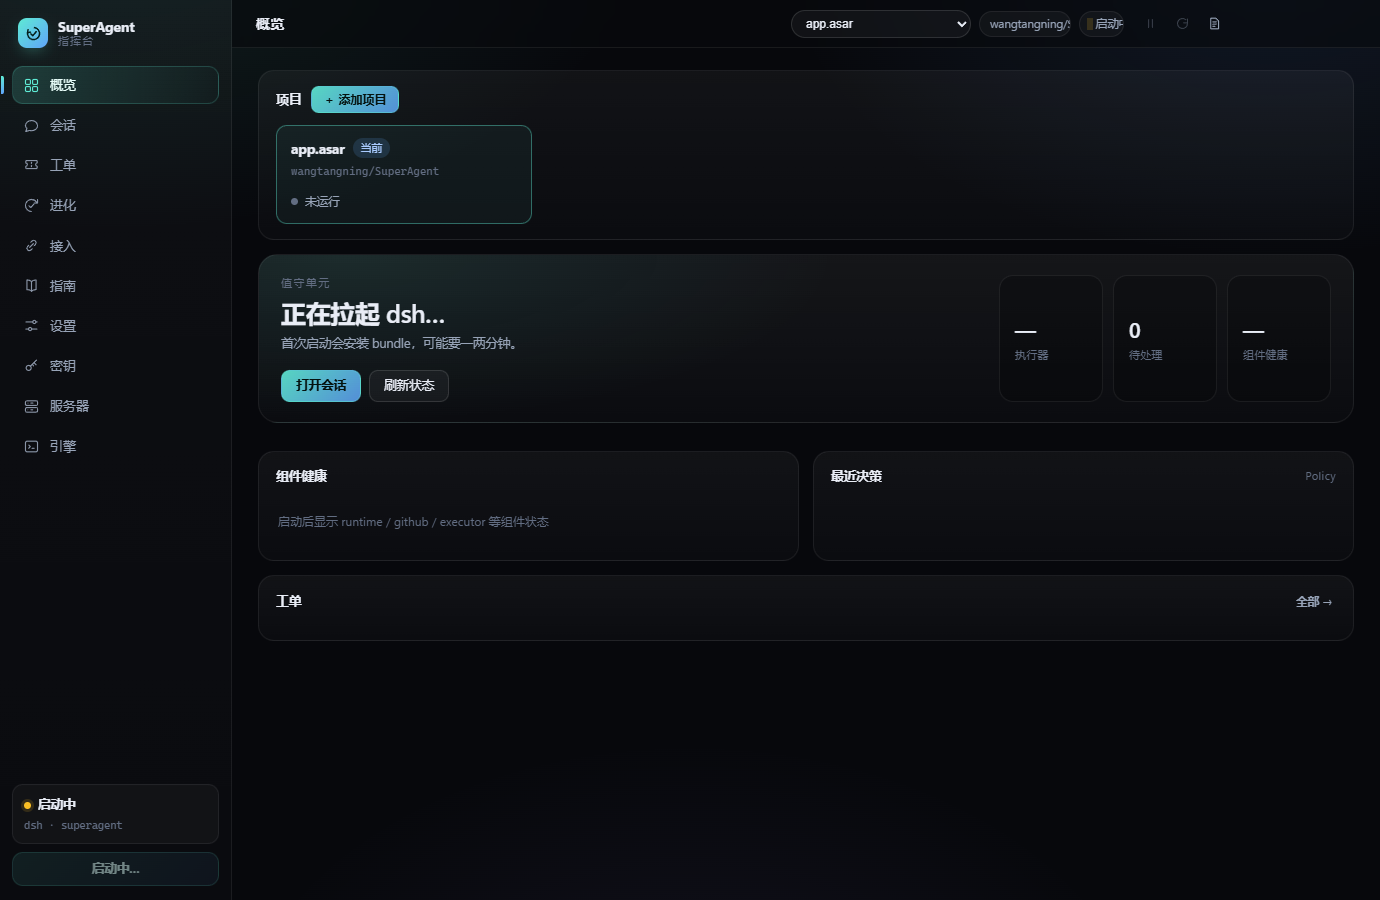 SuperAgent
指挥台
概览
会话
工单
进化
接入
指南
设置
密钥
服务器
引擎
启动中
dsh · superagent
启动中...
概览
app.asar
wangtangning/
启动中
项目
+ 添加项目
app.asar
当前
wangtangning/SuperAgent
未运行
值守单元
正在拉起 dsh...
首次启动会安装 bundle，可能要一两分钟。
打开会话
刷新状态
—
执行器
0
待处理
—
组件健康
组件健康
启动后显示 runtime / github / executor 等组件状态
最近决策
Policy
工单
全部 →